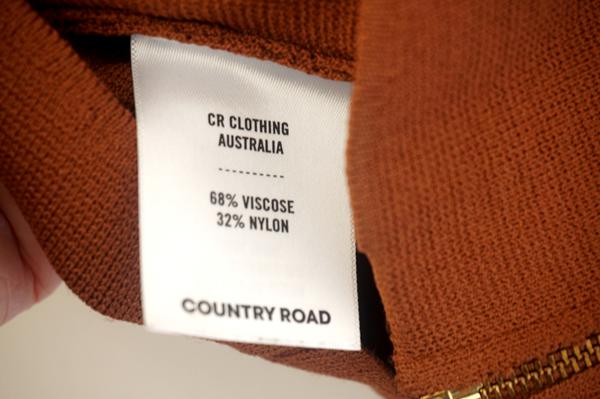 CR CLOTHING
AUSTRALIA
68% VISCOSE
32% NYLON
COUNTRY ROAD